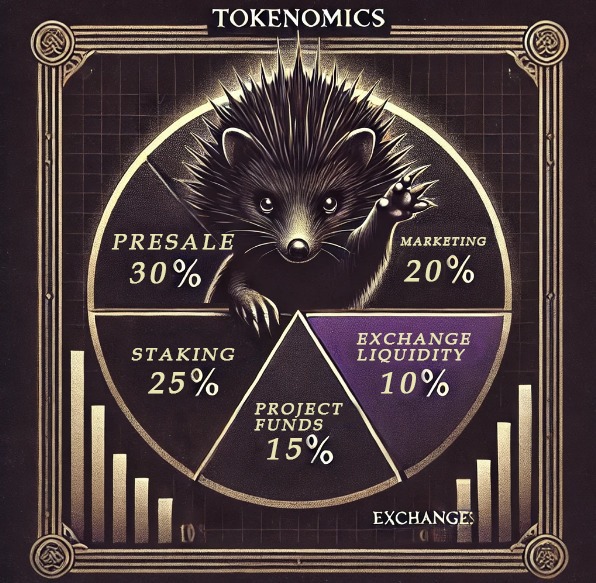 TOKENOMICS
PRESALE
30%
MARKETING
20%
STAKING
25%
EXCHANGE
LIQUIDITY
10%
PROJECT
FUNDS
15%
EXCHANGES